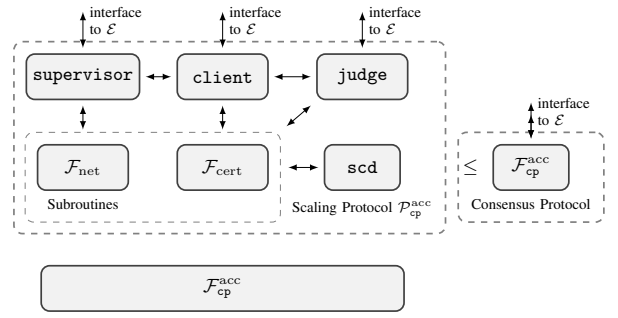 interface
to ℰ
interface
to ℰ
interface
to ℰ
supervisor
client
judge
interface
to ℰ
ℱ_net
ℱ_cert
scd
≤
ℱ_cp^acc
Subroutines
Scaling Protocol 𝒫_cp^acc
Consensus Protocol
ℱ_cp^acc